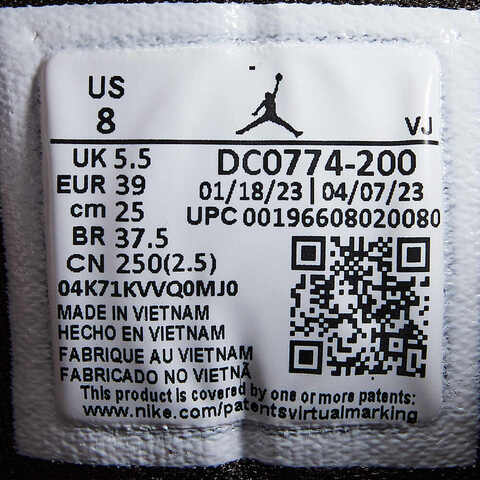 US
8
VJ
UK 5.5
EUR 39
cm 25
BR 37.5
CN 250(2.5)
DC0774-200
01/18/23 | 04/07/23
UPC 00196608020080
04K71KVVQ0MJ0
MADE IN VIETNAM
HECHO EN VIETNAM
FABRIQUE AU VIETNAM
FABRICADO NO VIETNÃ
This product is covered by one or more patents:
www.nike.com/patentsvirtualmarking